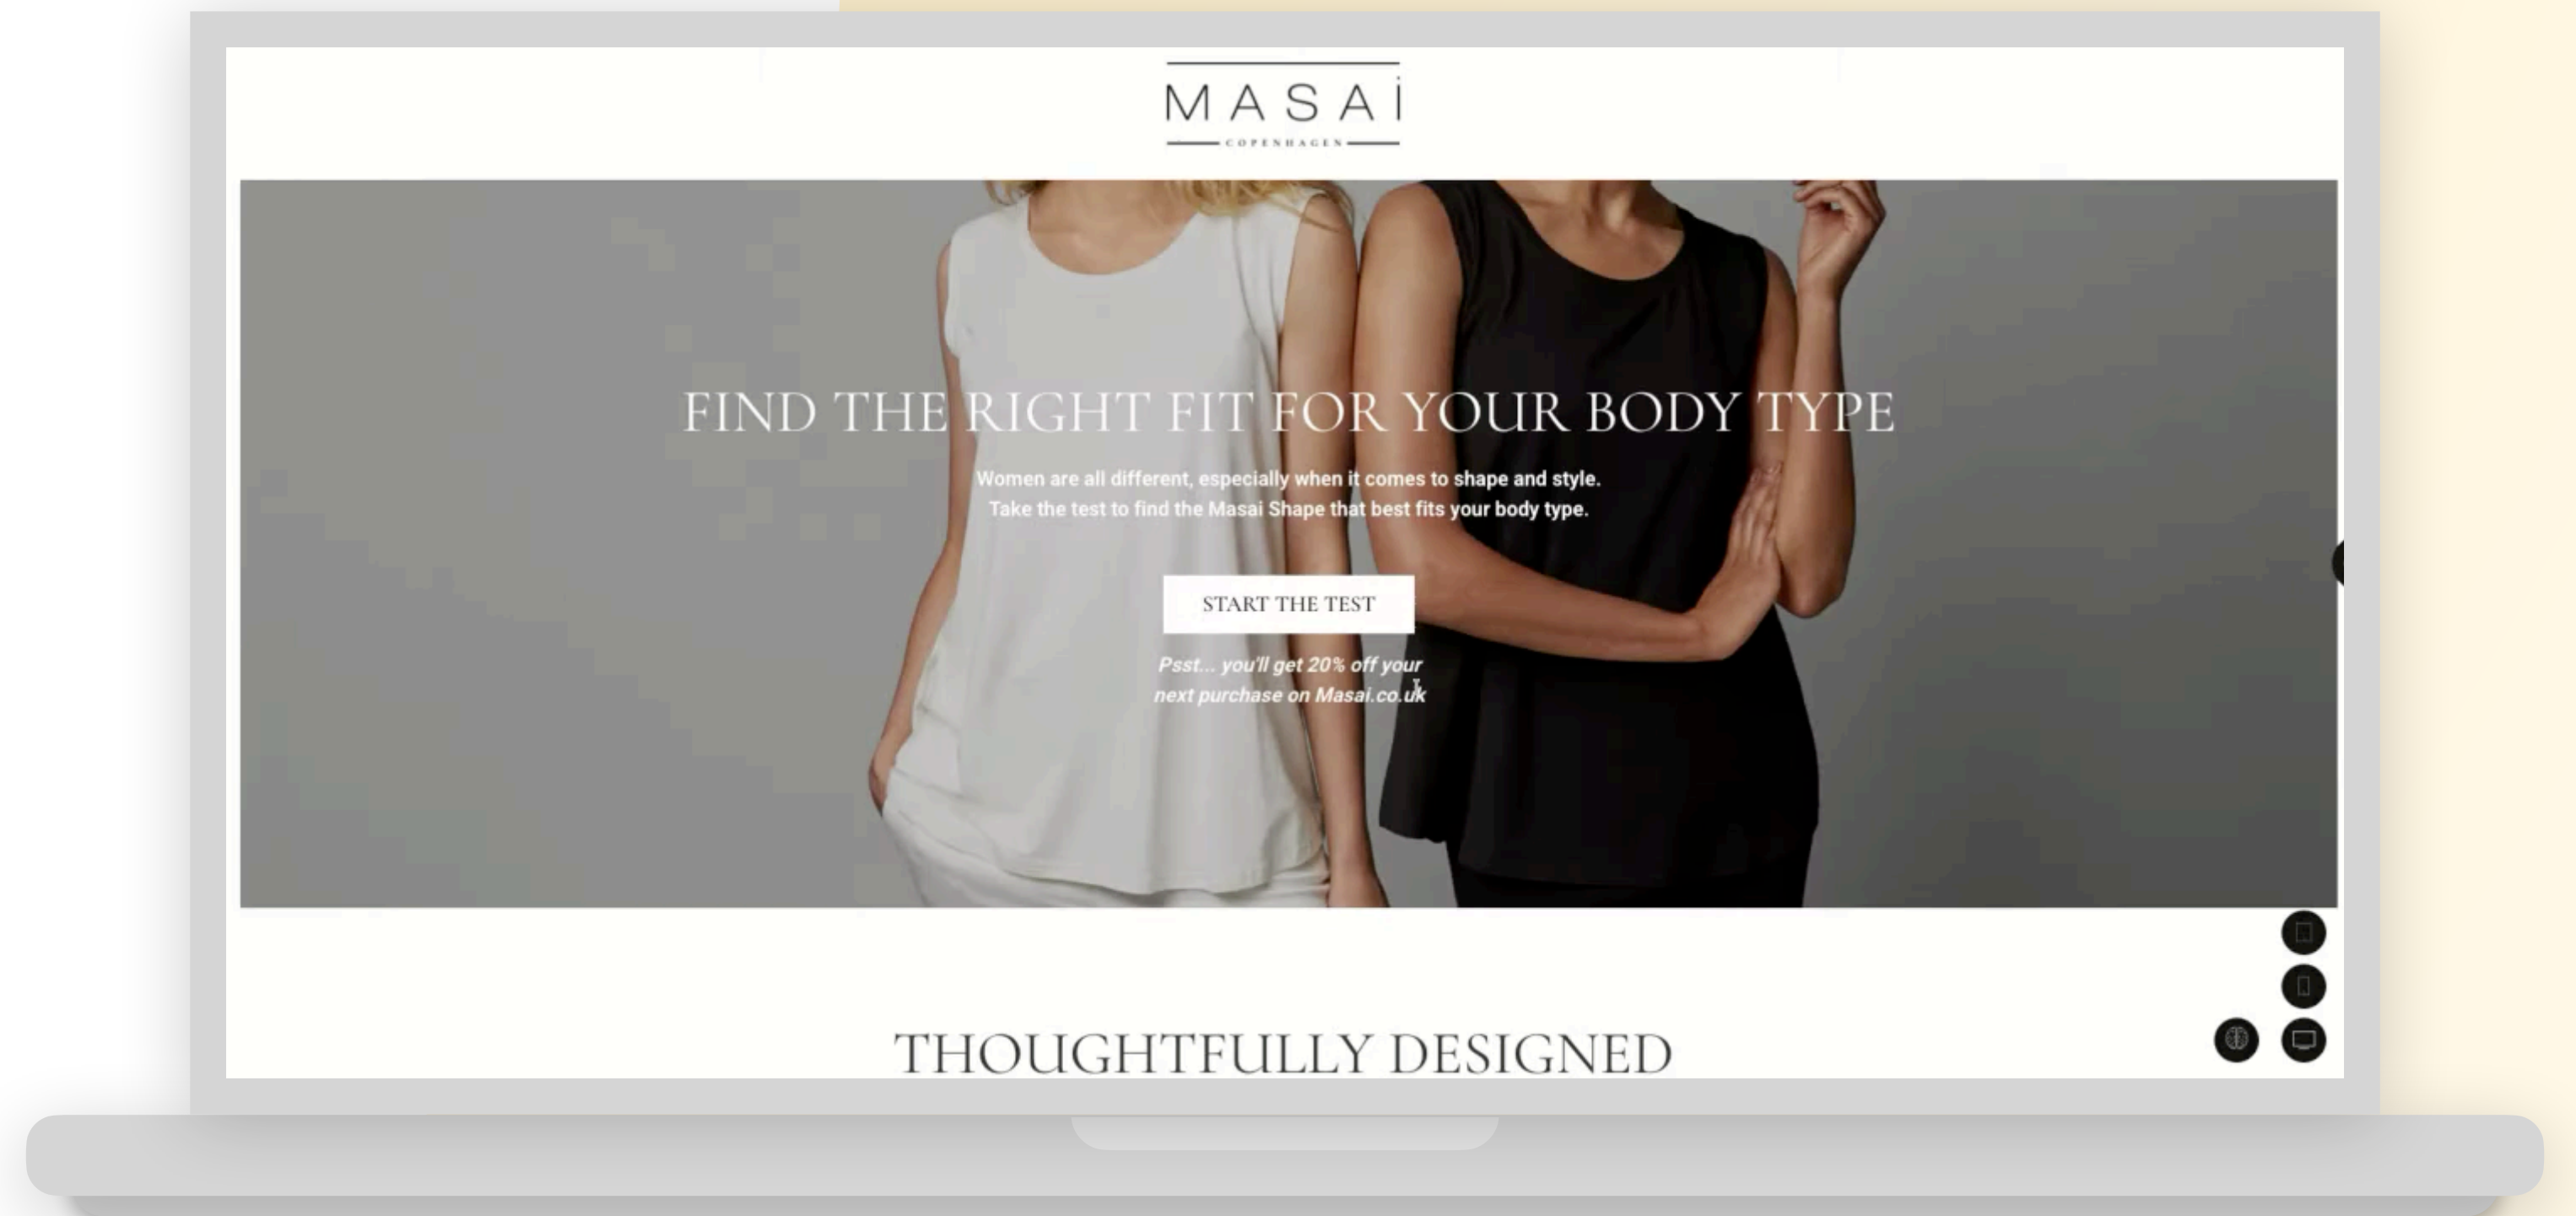 MASAI
COPENHAGEN
FIND THE RIGHT FIT FOR YOUR BODY TYPE
Women are all different, especially when it comes to shape and style.
Take the test to find the Masai Shape that best fits your body type.
START THE TEST
Psst... you'll get 20% off your
next purchase on Masai.co.uk
THOUGHTFULLY DESIGNED